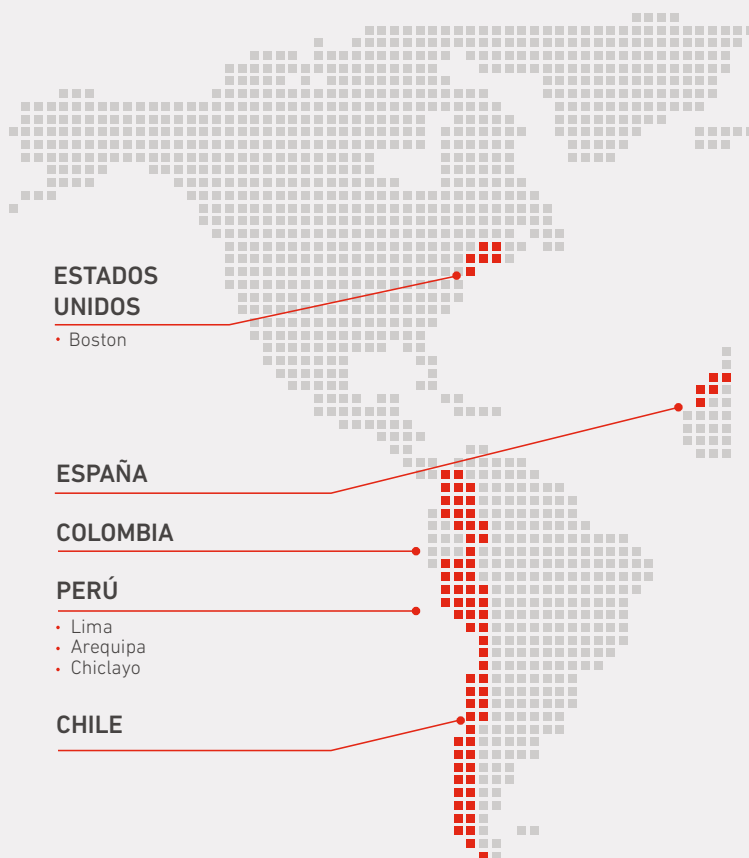 ESTADOS
UNIDOS
• Boston
ESPAÑA
COLOMBIA
PERÚ
• Lima
• Arequipa
• Chiclayo
CHILE